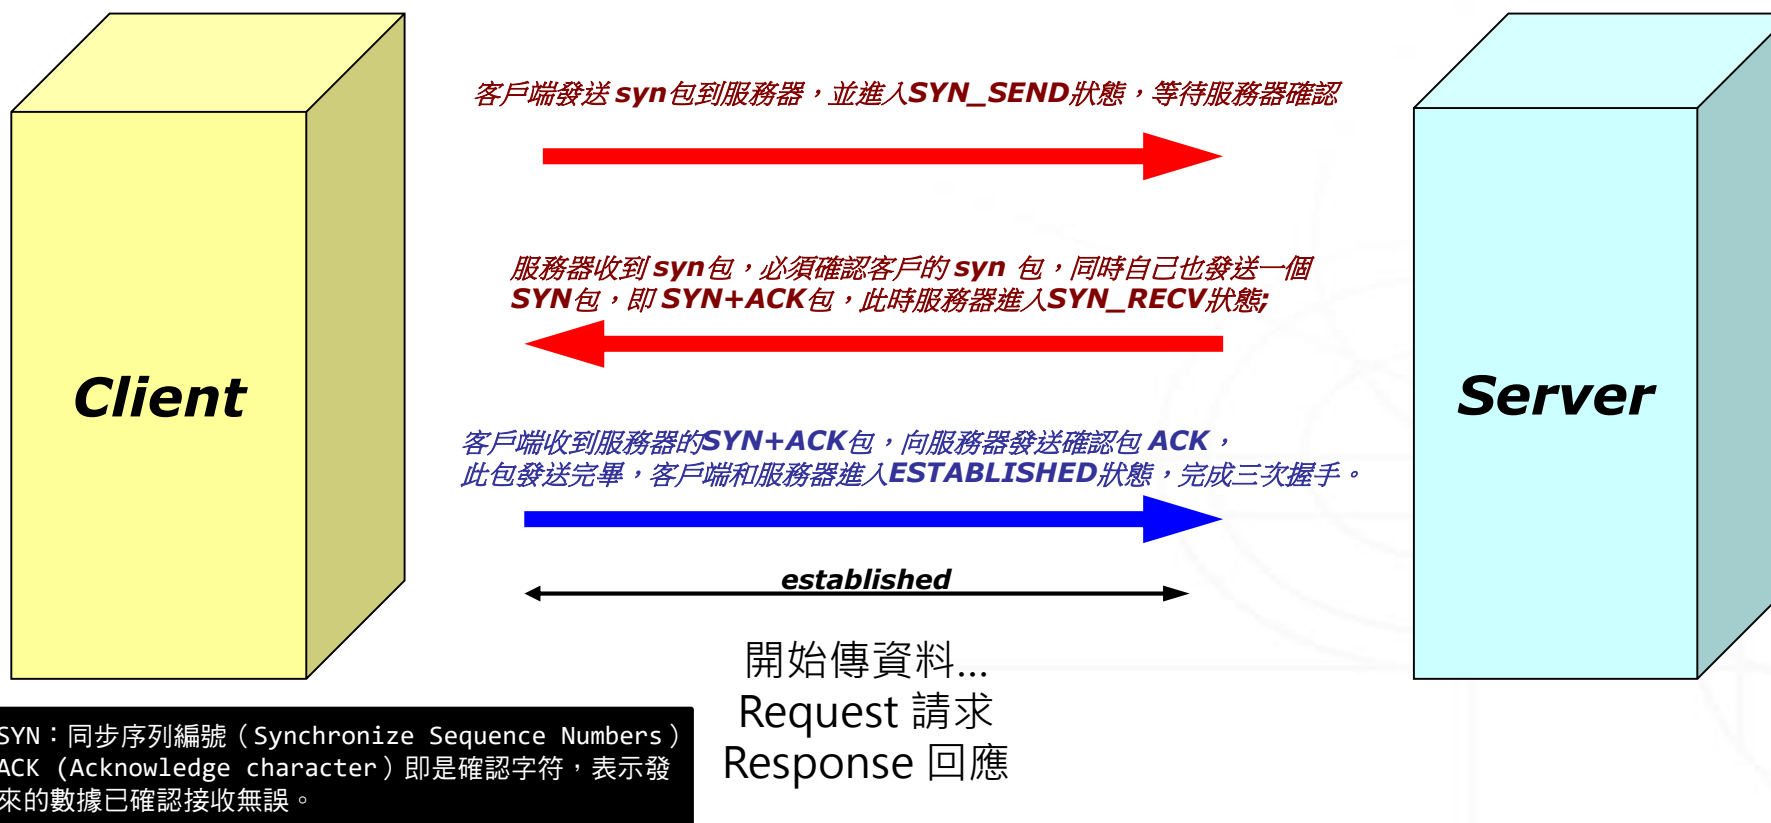 客戶端發送 syn包到服務器，並進入SYN_SEND狀態，等待服務器確認
服務器收到 syn包，必須確認客戶的 syn 包，同時自己也發送一個
SYN包，即 SYN+ACK包，此時服務器進入SYN_RECV狀態;
Client
Server
客戶端收到服務器的SYN+ACK包，向服務器發送確認包 ACK，
此包發送完畢，客戶端和服務器進入ESTABLISHED狀態，完成三次握手。
established
開始傳資料...
Request 請求
Response 回應
SYN：同步序列編號（Synchronize Sequence Numbers）
ACK (Acknowledge character）即是確認字符，表示發
來的數據已確認接收無誤。